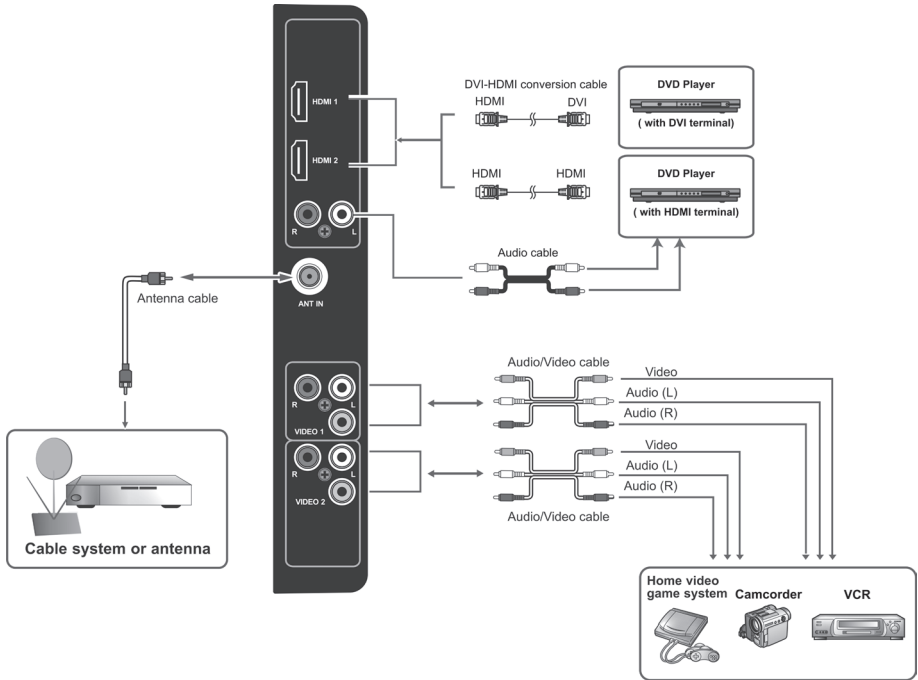 HDMI 1
HDMI 2
R
L
ANT IN
R
L
VIDEO 1
R
L
VIDEO 2
Antenna cable
Cable system or antenna
DVI-HDMI conversion cable
HDMI DVI
HDMI HDMI
DVD Player
( with DVI terminal)
DVD Player
( with HDMI terminal)
Audio cable
Audio/Video cable
Video
Audio (L)
Audio (R)
Video
Audio (L)
Audio (R)
Audio/Video cable
Home video
game system
Camcorder
VCR